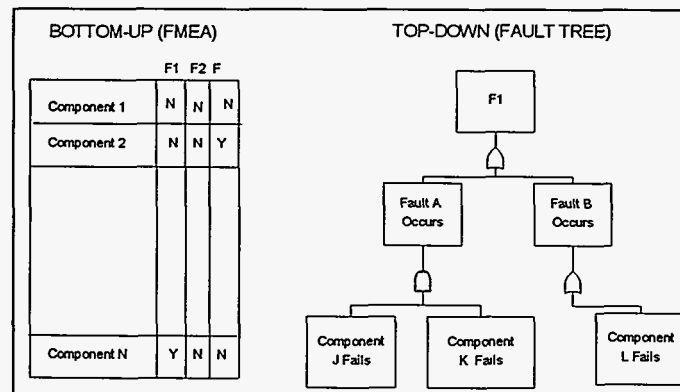 BOTTOM-UP (FMEA)
F1 F2 F
Component 1 N N N
Component 2 N N Y
Component N Y N N
TOP-DOWN (FAULT TREE)
F1
Fault A
Occurs
Fault B
Occurs
Component
J Fails
Component
K Fails
Component
L Fails